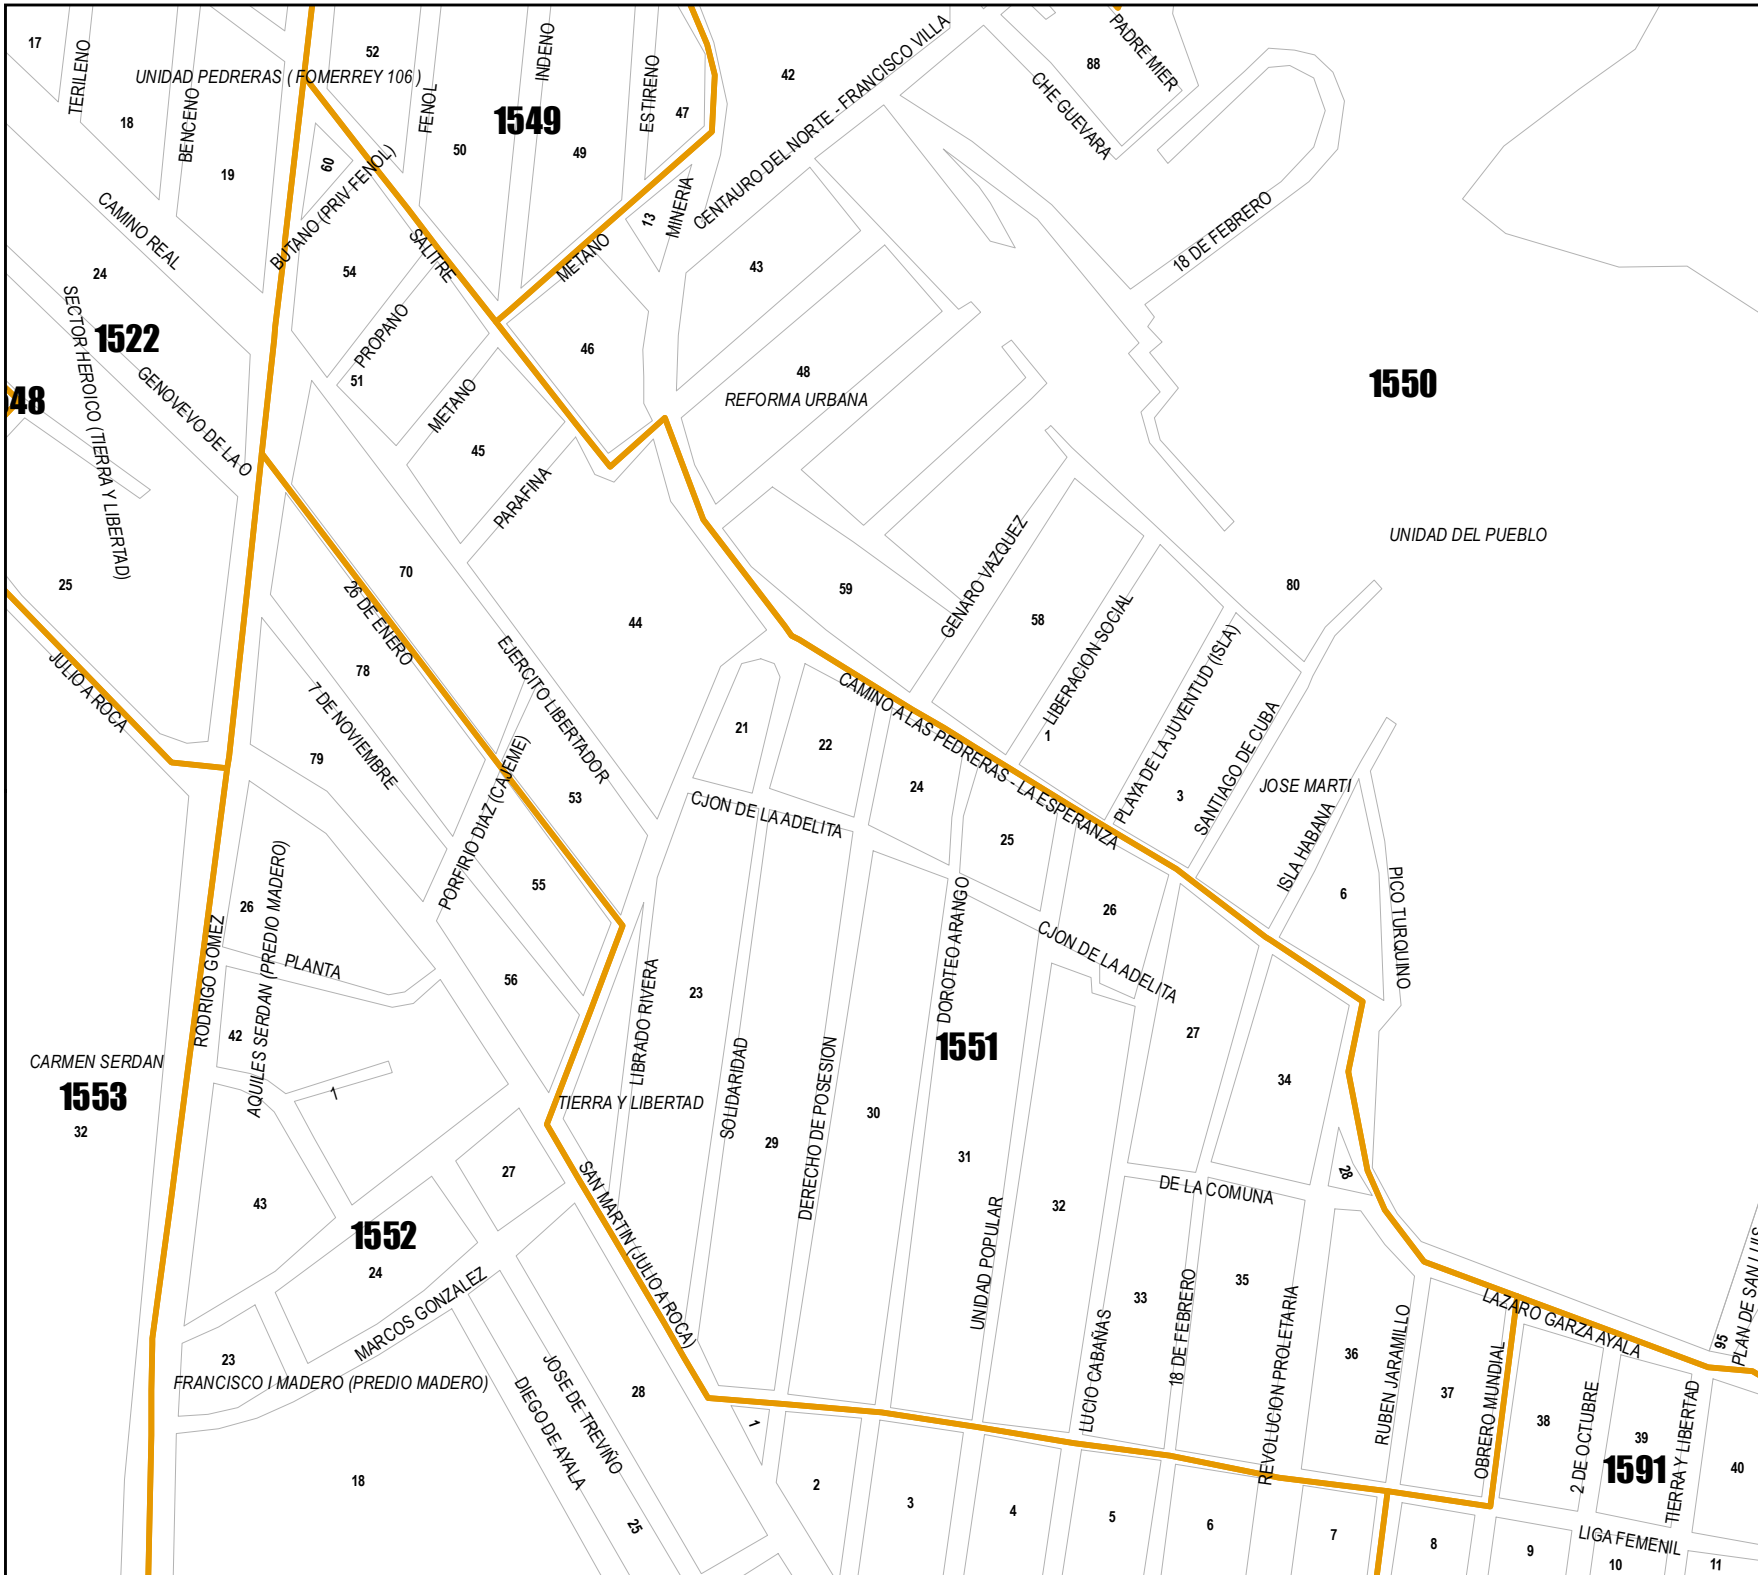 17
TERILENO
52
UNIDAD PEDRERAS ( FOMERREY 106 )
INDENO
ESTIRENO
42
CENTAURO DEL NORTE - FRANCISCO VILLA
88
PADRE MIER
CHE GUEVARA
18
BENCENO
FENOL
1549
47
19
60
50
49
BUTANO (PRIV FENOL)
CAMINO REAL
SALITRE
13
MINERIA
METANO
43
18 DE FEBRERO
24
SECTOR HEROICO (TIERRA Y LIBERTAD)
1522
GENOVEVO DE LA O
54
PROPANO
51
46
48
REFORMA URBANA
1550
48
METANO
45
PARAFINA
UNIDAD DEL PUEBLO
25
70
26 DE ENERO
44
59
GENARO VAZQUEZ
58
LIBERACION SOCIAL
80
JULIO A ROCA
78
7 DE NOVIEMBRE
EJERCITO LIBERTADOR
CAMINO A LAS PEDRERAS - LA ESPERANZA
PLAYA DE LA JUVENTUD (ISLA)
SANTIAGO DE CUBA
79
PORFIRIO DIAZ (CAJEME)
53
21
22
24
1
3
JOSE MARTI
CJON DE LA ADELITA
25
ISLA HABANA
PICO TURQUINO
6
26
AQUILES SERDAN (PREDIO MADERO)
RODRIGO GOMEZ
PLANTA
55
56
LIBRADO RIVERA
23
DOROTEO ARANGO
26
CJON DE LA ADELITA
42
CARMEN SERDAN
1553
32
1
TIERRA Y LIBERTAD
SOLIDARIDAD
29
DERECHO DE POSESION
30
1551
27
34
43
27
1552
24
SAN MARTIN (JULIO A ROCA)
31
32
UNIDAD POPULAR
DE LA COMUNA
28
MARCOS GONZALEZ
23
FRANCISCO I MADERO (PREDIO MADERO)
DIEGO DE AYALA
JOSE DE TREVIÑO
28
LUCIO CABAÑAS
33
18 DE FEBRERO
35
REVOLUCION PROLETARIA
36
RUBEN JARAMILLO
37
OBRERO MUNDIAL
LAZARO GARZA AYALA
95
PLAN DE SAN LUIS
38
2 DE OCTUBRE
39
1591
TIERRA Y LIBERTAD
40
18
25
1
2
3
4
5
6
7
8
9
LIGA FEMENIL
10
11